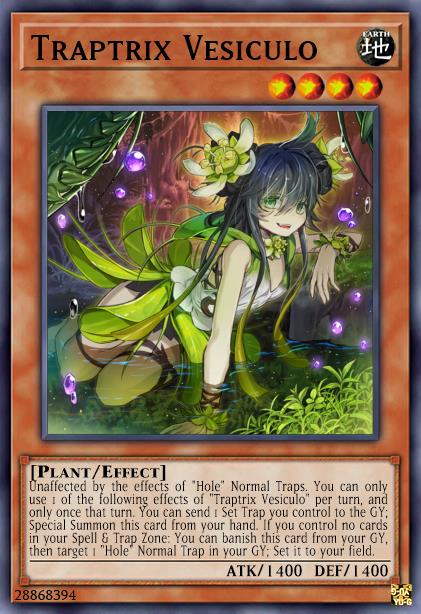 Traptrix Vesiculo
EARTH
地
[Plant/Effect]
Unaffected by the effects of "Hole" Normal Traps. You can only
use 1 of the following effects of "Traptrix Vesiculo" per turn, and
only once that turn. You can send 1 Set Trap you control to the GY;
Special Summon this card from your hand. If you control no cards
in your Spell & Trap Zone: You can banish this card from your GY,
then target 1 "Hole" Normal Trap in your GY; Set it to your field.
ATK/1400 DEF/1400
28868394